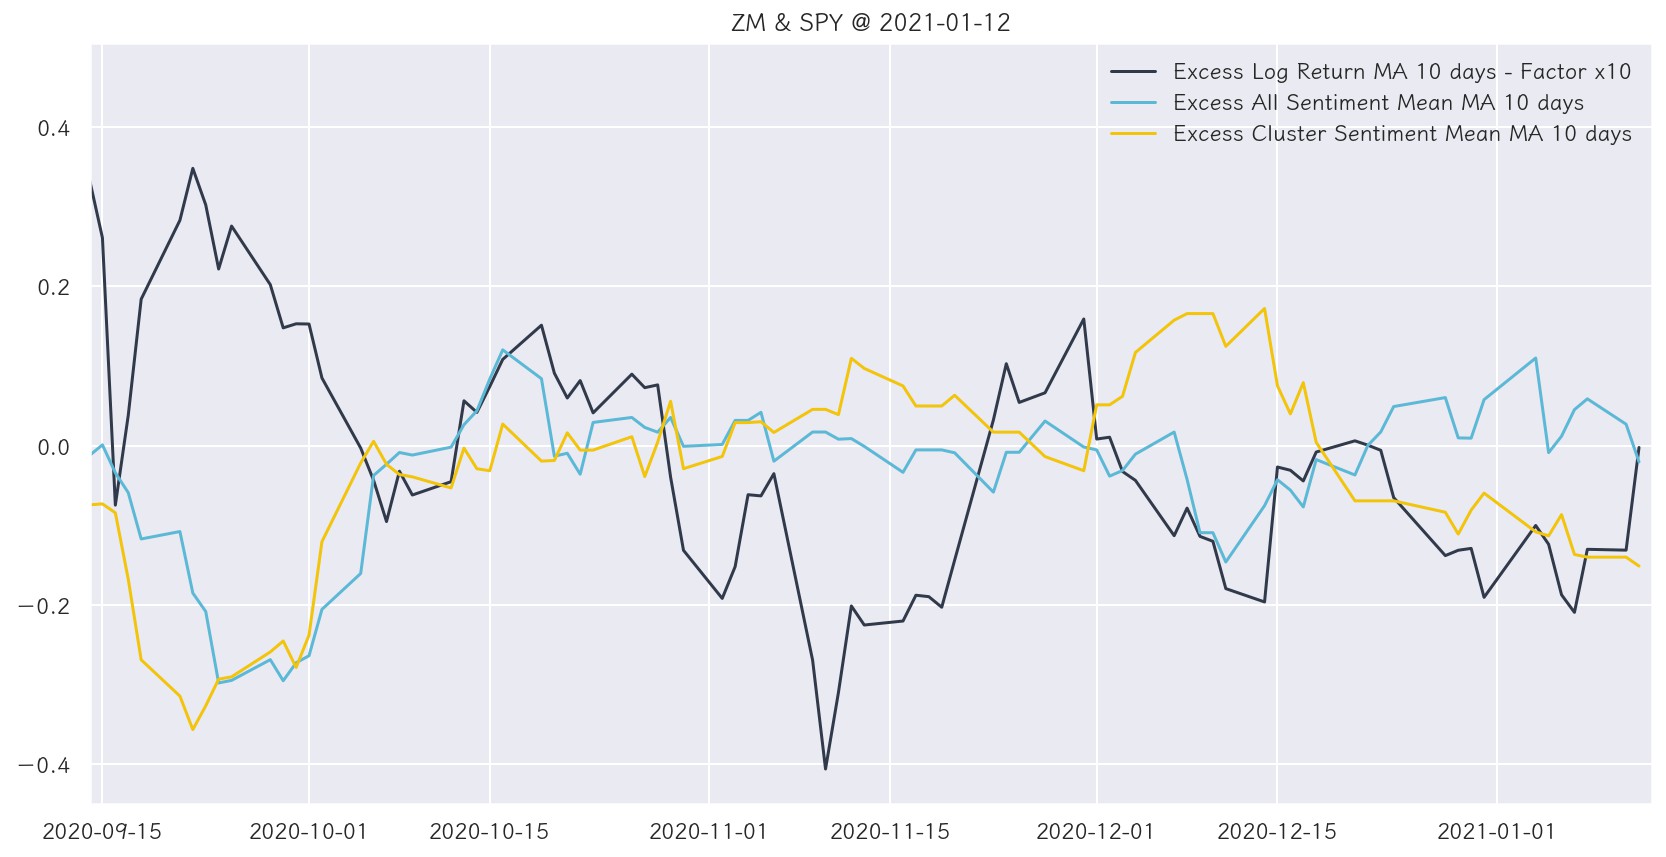 ZM & SPY @ 2021-01-12
Excess Log Return MA 10 days - Factor x10
Excess All Sentiment Mean MA 10 days
Excess Cluster Sentiment Mean MA 10 days
0.4
0.2
0.0
−0.2
−0.4
2020-09-15 2020-10-01 2020-10-15 2020-11-01 2020-11-15 2020-12-01 2020-12-15 2021-01-01